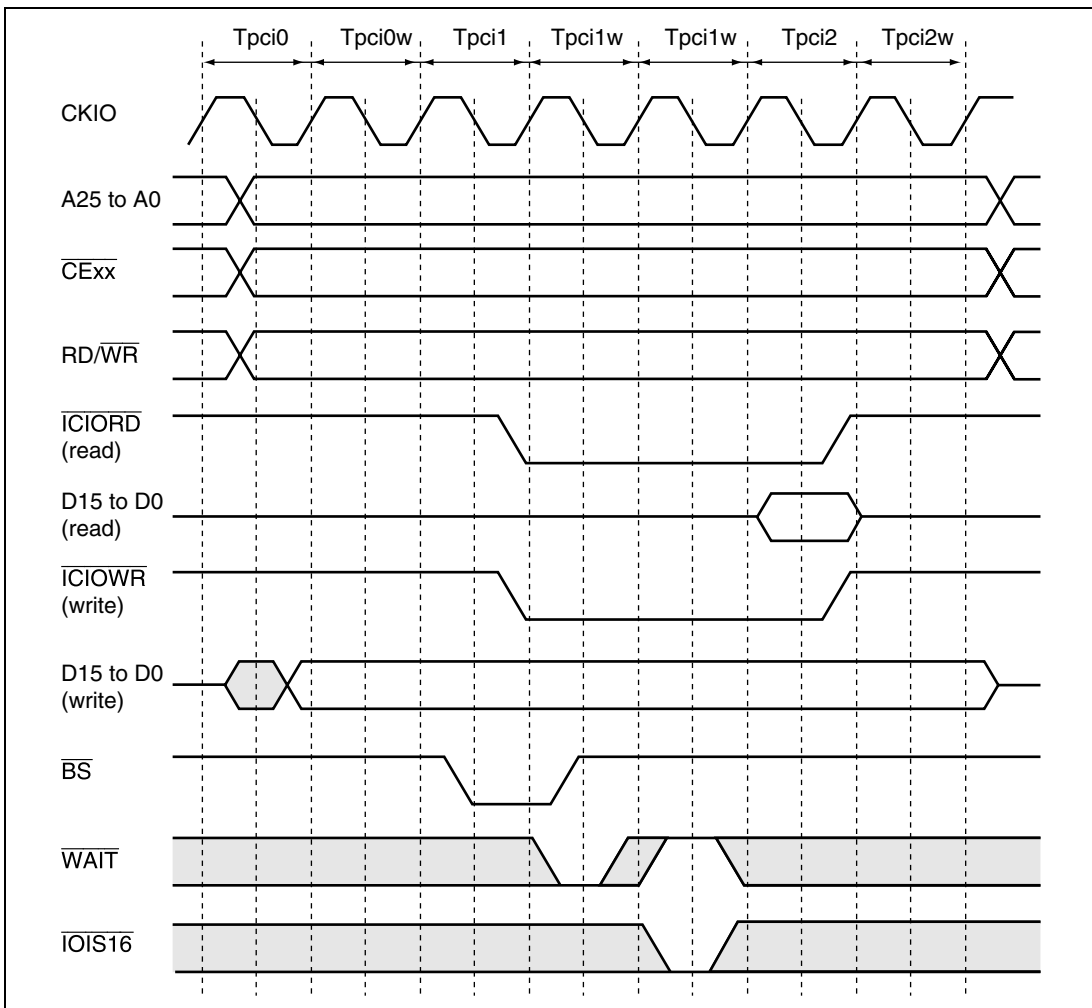 Tpci0 Tpci0w Tpci1 Tpci1w Tpci1w Tpci2 Tpci2w
CKIO
A25 to A0
CExx
RD/WR
ICIORD
(read)
D15 to D0
(read)
ICIOWR
(write)
D15 to D0
(write)
BS
WAIT
IOIS16